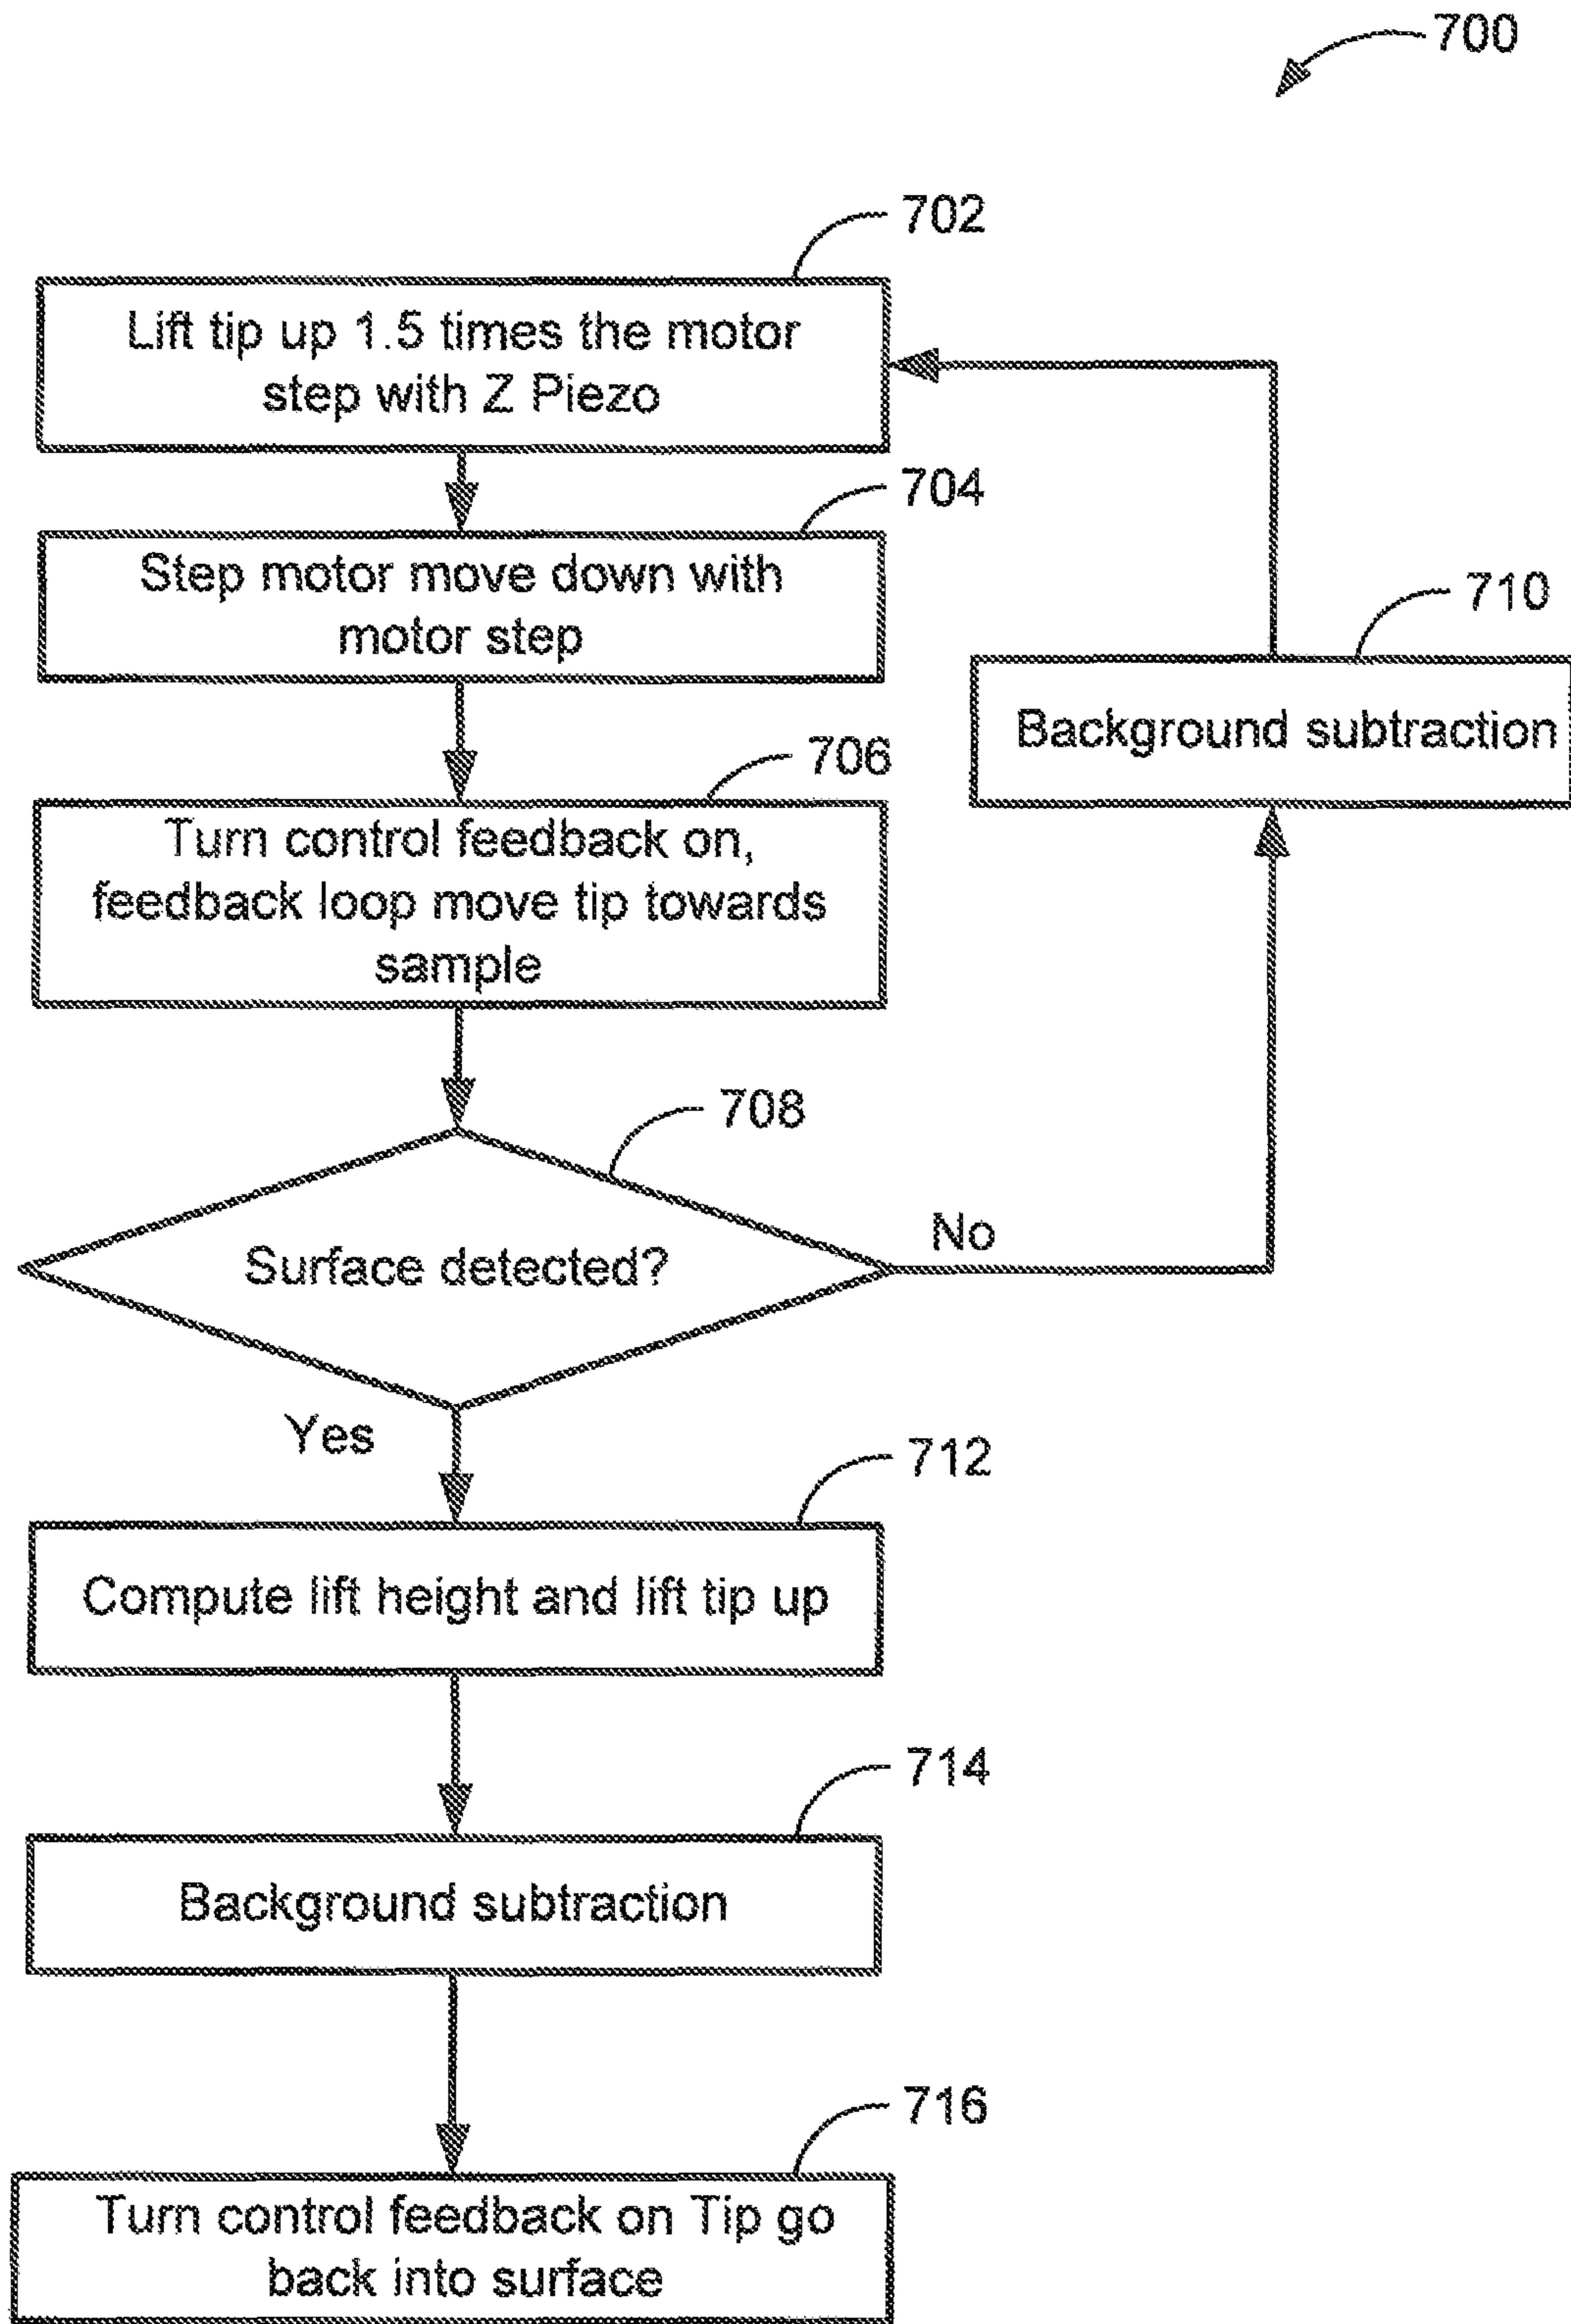 700
702
Lift tip up 1.5 times the motor
step with Z Piezo
704
Step motor move down with
motor step
710
Background subtraction
706
Turn control feedback on,
feedback loop move tip towards
sample
708
Surface detected?
No
Yes
712
Compute lift height and lift tip up
714
Background subtraction
716
Turn control feedback on Tip go
back into surface